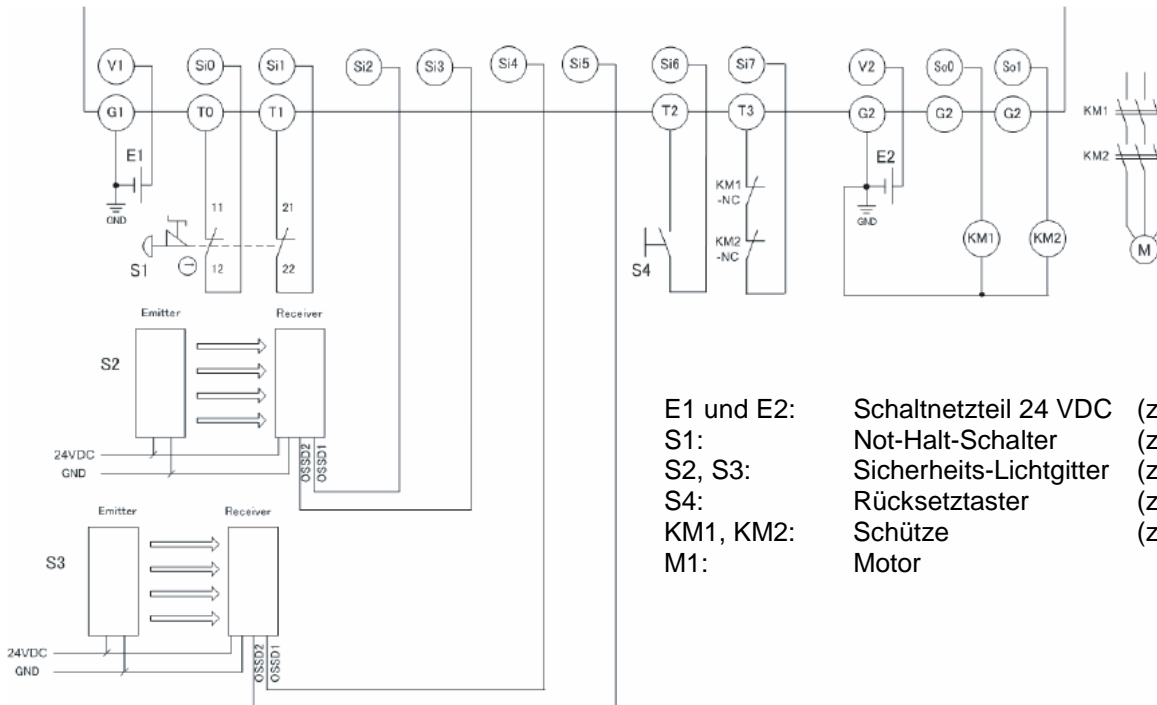 V1 Si0 Si1 Si2 Si3 Si4 Si5 Si6 Si7 V2 So0 So1
G1 T0 T1 T2 T3 G2 G2 G2
KM1
KM2
M
E1
GND
11 21
12 22
S1
KM1
-NC
KM2
-NC
S4
E2
GND
KM1 KM2
Emitter Receiver
S2
24VDC
GND
OSSD2
OSSD1
Emitter Receiver
S3
24VDC
GND
OSSD2
OSSD1
E1 und E2: Schaltnetzteil 24 VDC (z
S1: Not-Halt-Schalter (z
S2, S3: Sicherheits-Lichtgitter (z
S4: Rücksetztaster (z
KM1, KM2: Schütze (z
M1: Motor